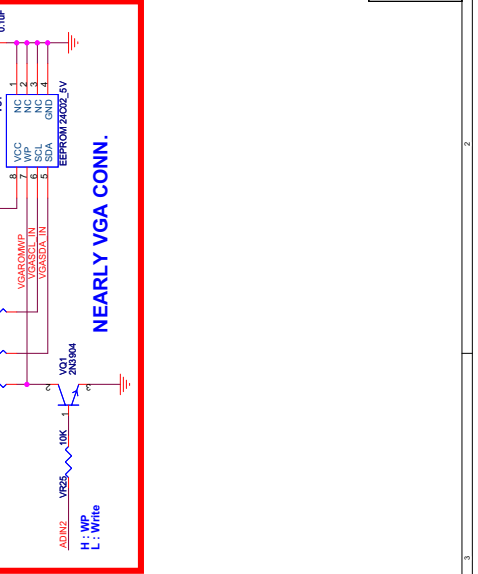 0.1uF
1
2
3
4
NC
NC
NC
GND
VCC
WP
SCL
SDA
8
7
6
5
EEPROM 24C02_5V
VGAROMWP
VGASCL_IN
VGASDA_IN
NEARLY VGA CONN.
VQ1
2N3904
2
3
1
10K
VR25
ADIN2
H : WP
L : Write
2
3